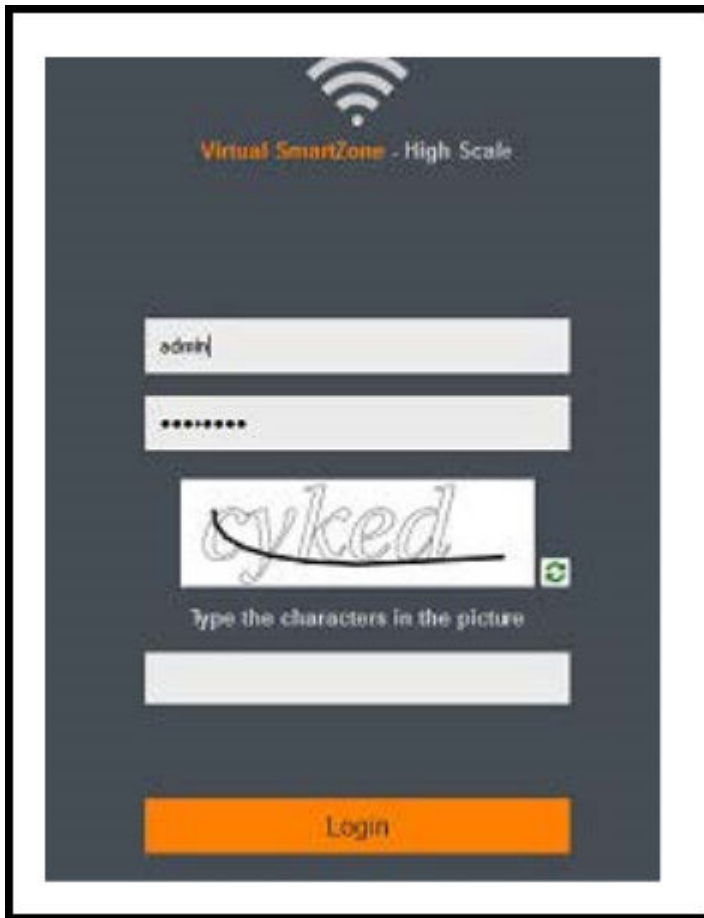 Virtual SmartZone - High Scale
admin
cyked
Type the characters in the picture
Login